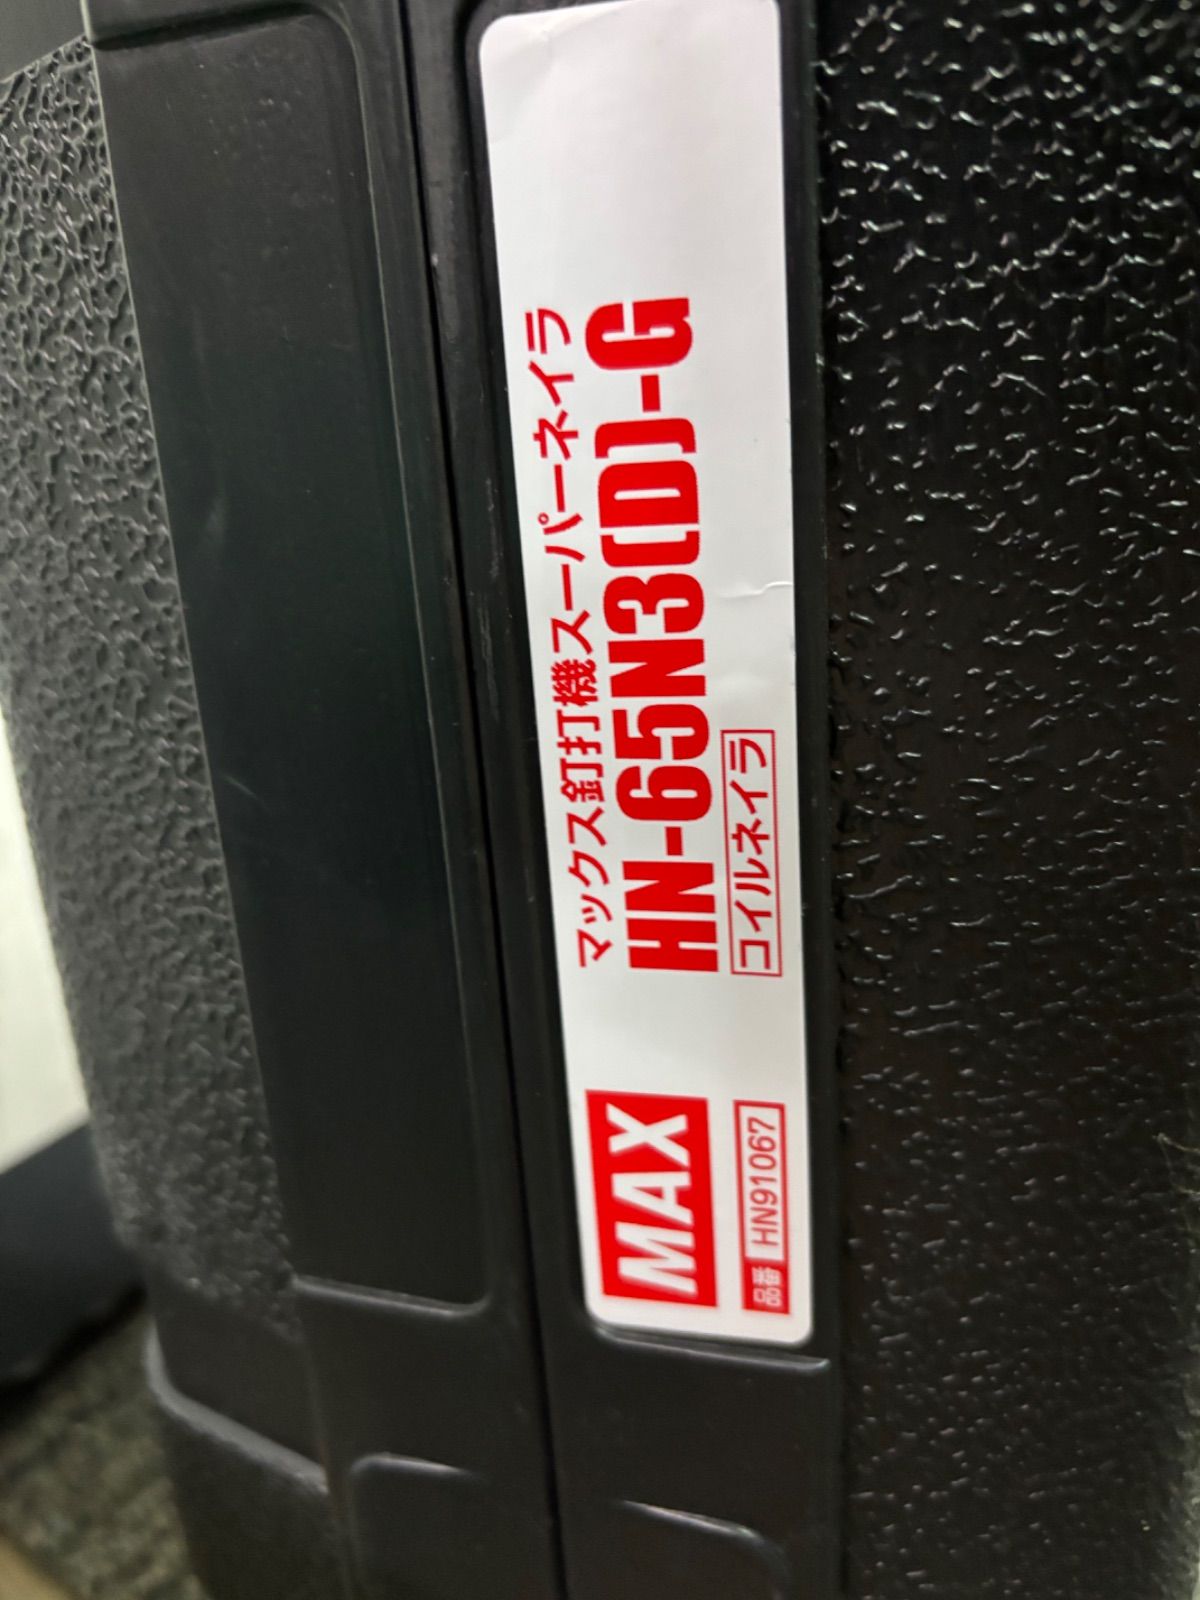 マックス釘打機スーパーネイラ
HN-65N3(D)-G
コイルネイラ
MAX
品番 HN91067